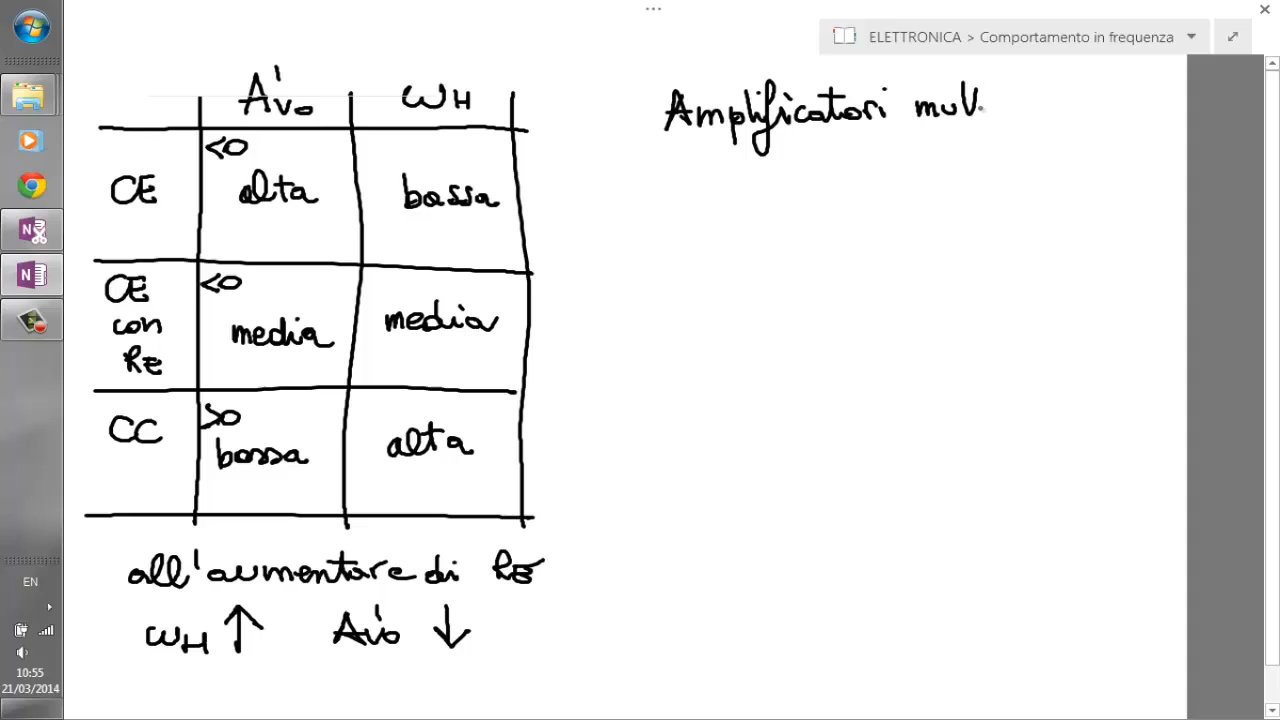 ELETTRONICA > Comportamento in frequenza
A'vo ωH
CE <0 alta bassa
CE con RE <0 media media
CC >0 bassa alta
all'aumentare di RE
ωH ↑ A'vo ↓
Amplificatori mul
EN
10:55
21/03/2014